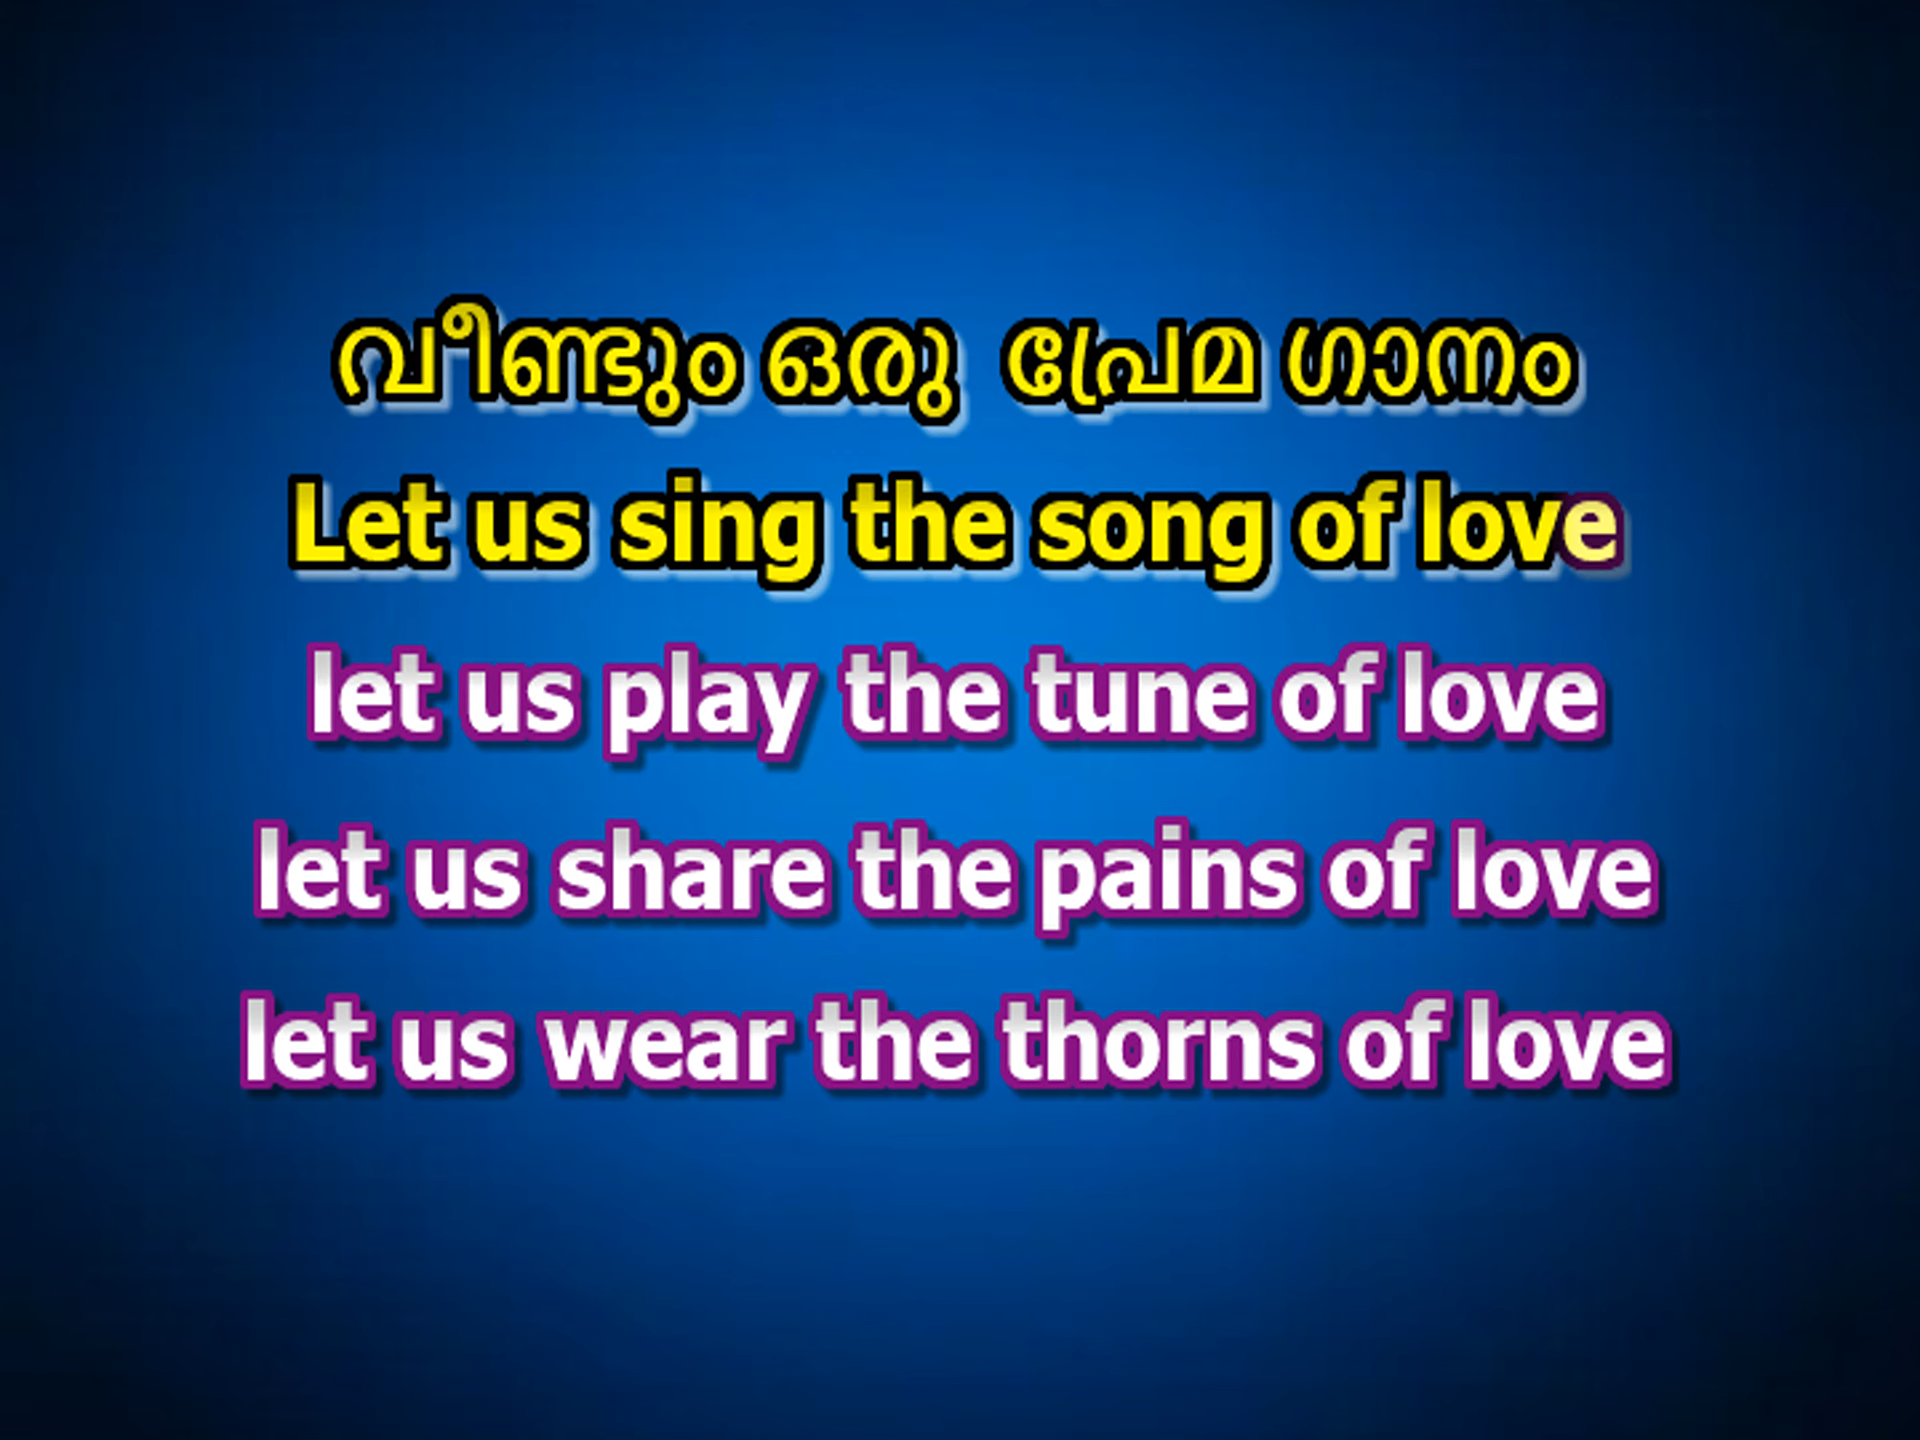 വീണ്ടും ഒരു പ്രേമ ഗാനം
Let us sing the song of love
let us play the tune of love
let us share the pains of love
let us wear the thorns of love